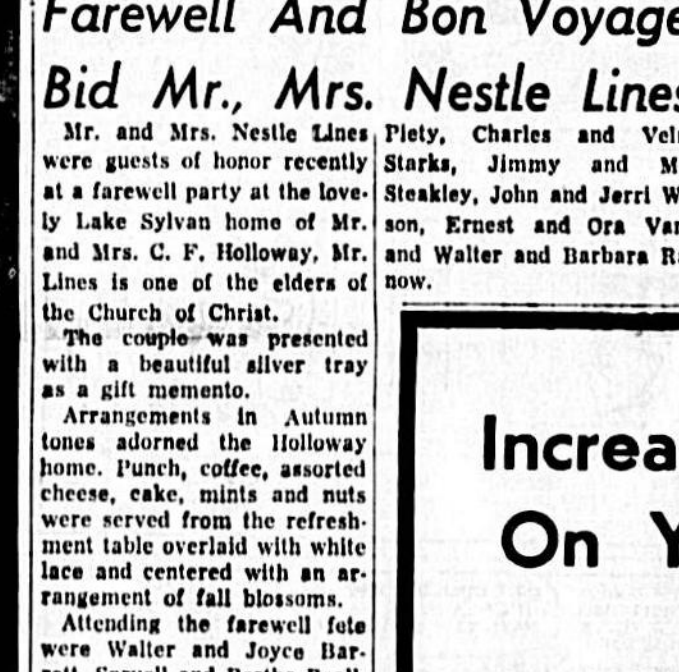 Farewell And Bon Voyage
Bid Mr., Mrs. Nestle Lines
Mr. and Mrs. Nestle Lines
were guests of honor recently
at a farewell party at the love-
ly Lake Sylvan home of Mr.
and Mrs. C. F. Holloway. Mr.
Lines is one of the elders of
the Church of Christ.
The couple was presented
with a beautiful silver tray
as a gift memento.
Arrangements in Autumn
tones adorned the Holloway
home. Punch, coffee, assorted
cheese, cake, mints and nuts
were served from the refresh-
ment table overlaid with white
lace and centered with an ar-
rangement of fall blossoms.
Attending the farewell fete
were Walter and Joyce Bar-
Piety, Charles and
Starks, Jimmy and M
Steakley, John and Jerri W
son, Ernest and Ora
and Walter and Barbara
now.
Increa
On Y